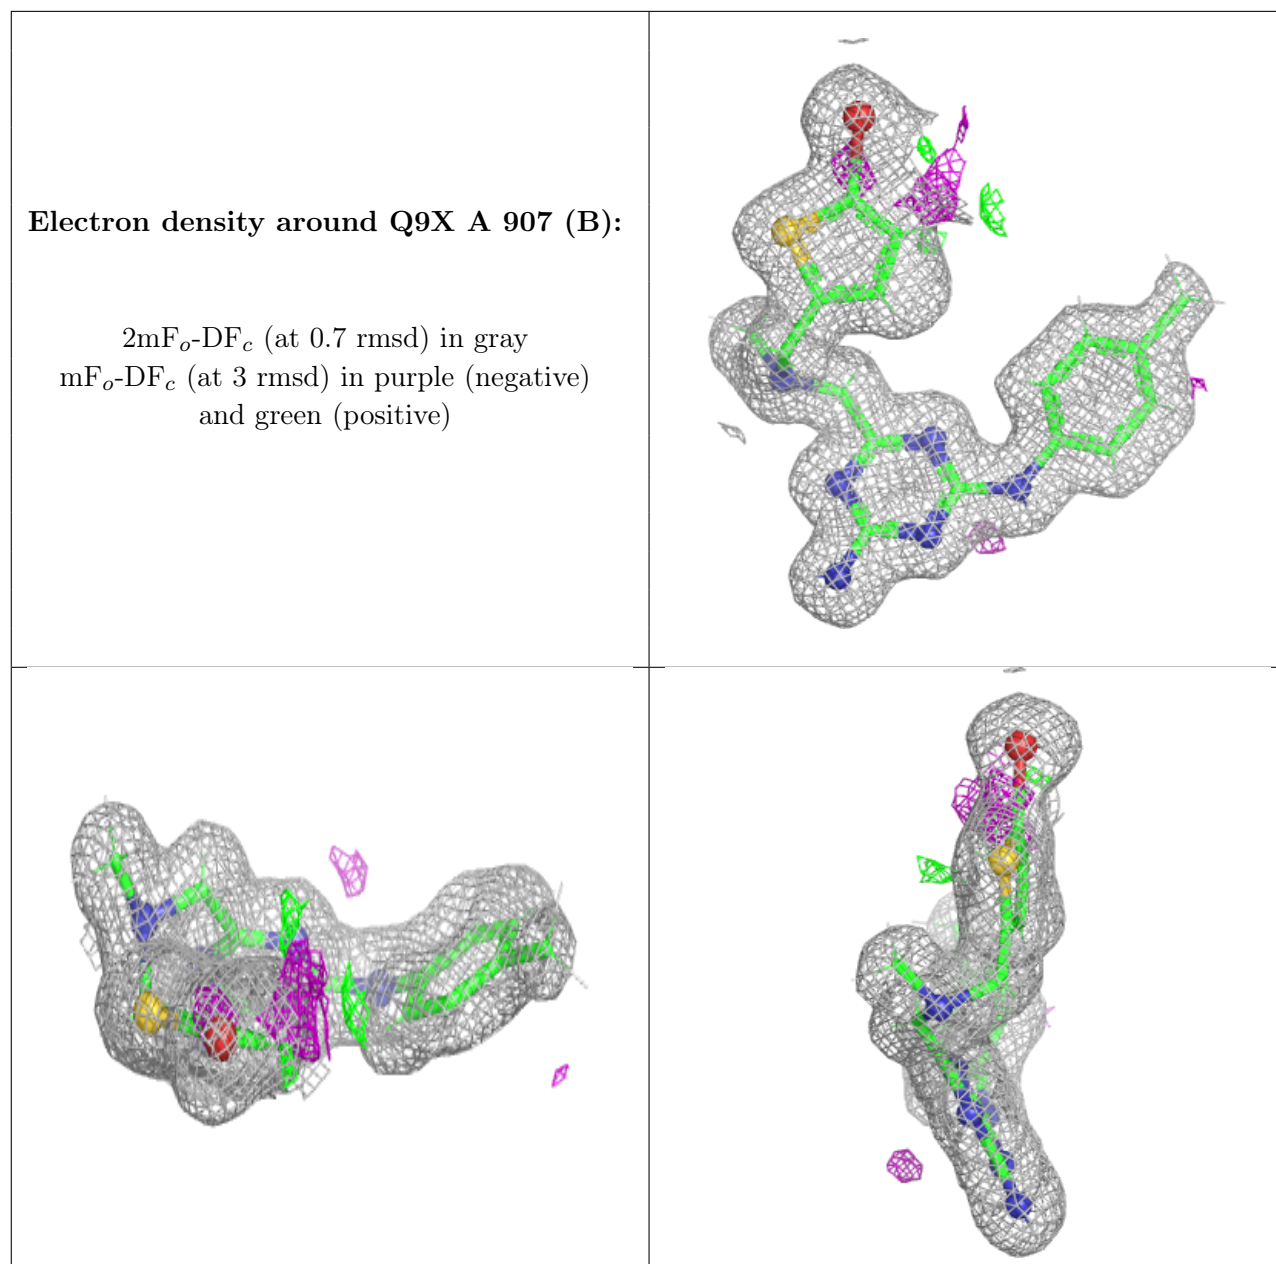 Electron density around Q9X A 907 (B):
2mFo-DFc (at 0.7 rmsd) in gray
mFo-DFc (at 3 rmsd) in purple (negative)
and green (positive)